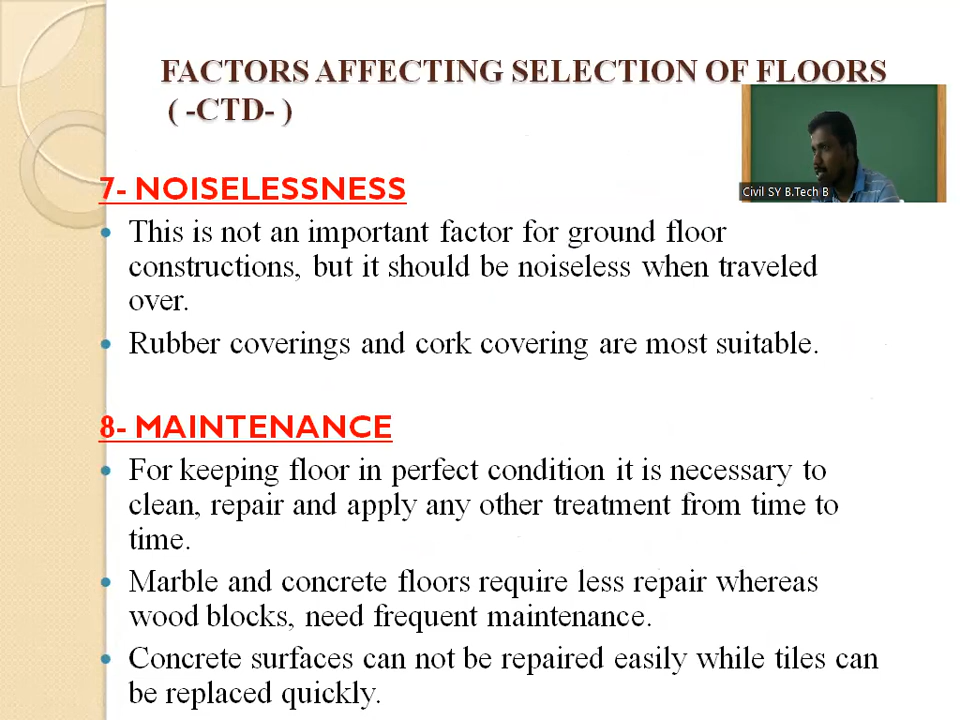 FACTORS AFFECTING SELECTION OF FLOORS
( -CTD- )
Civil SY B.Tech B
7- NOISELESSNESS
This is not an important factor for ground floor
constructions, but it should be noiseless when traveled
over.
Rubber coverings and cork covering are most suitable.
8- MAINTENANCE
For keeping floor in perfect condition it is necessary to
clean, repair and apply any other treatment from time to
time.
Marble and concrete floors require less repair whereas
wood blocks, need frequent maintenance.
Concrete surfaces can not be repaired easily while tiles can
be replaced quickly.